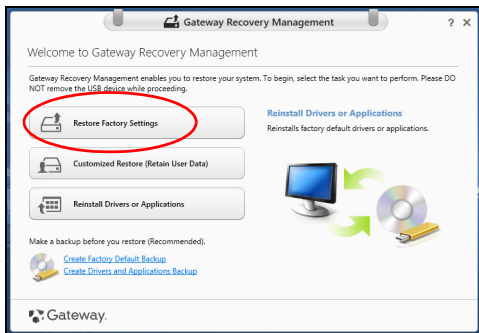 Gateway Recovery Management
? X
Welcome to Gateway Recovery Management
Gateway Recovery Management enables you to restore your system. To begin, select the task you want to perform. Please DO
NOT remove the USB device while proceeding.
Restore Factory Settings
Customized Restore (Retain User Data)
Reinstall Drivers or Applications
Reinstall Drivers or Applications
Reinstalls factory default drivers or applications.
Make a backup before you restore (Recommended).
Create Factory Default Backup
Create Drivers and Applications Backup
Gateway.